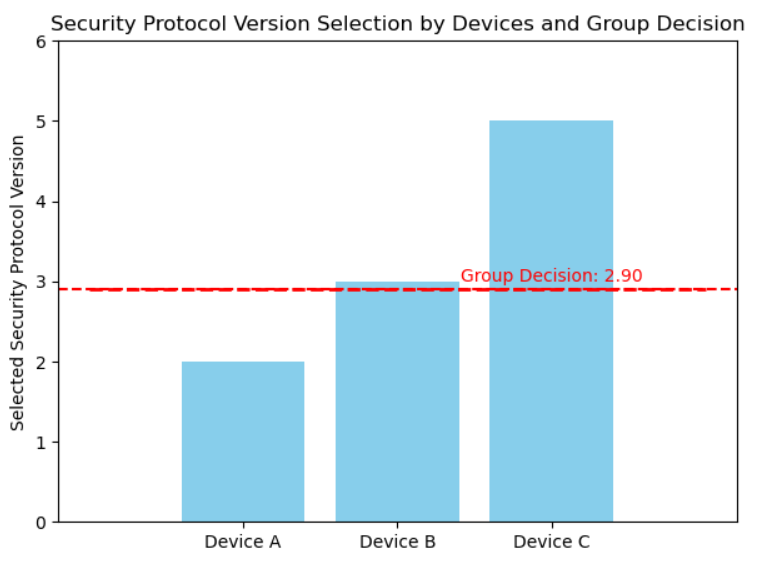 Security Protocol Version Selection by Devices and Group Decision
Selected Security Protocol Version
6
5
4
3
2
1
0
Group Decision: 2.90
Device A
Device B
Device C